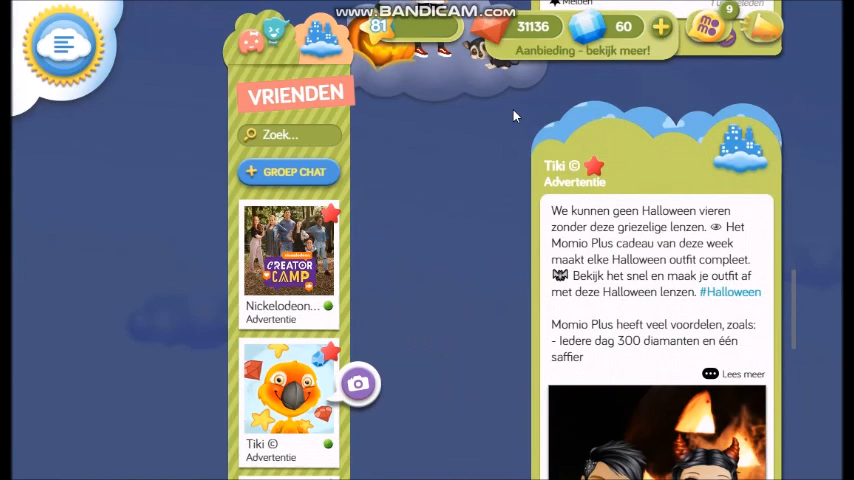 www.BANDICAM.com
81
31136
60
9
MOMO
Melden
Aanbieding - bekijk meer!
VRIENDEN
Zoek...
+ GROEP CHAT
nickelodeon
CREATOR CAMP
Nickelodeon...
Advertentie
Tiki ©
Advertentie
Tiki ©
Advertentie
We kunnen geen Halloween vieren
zonder deze griezelige lenzen. 👁 Het
Momio Plus cadeau van deze week
maakt elke Halloween outfit compleet.
🦇 Bekijk het snel en maak je outfit af
met deze Halloween lenzen. #Halloween
Momio Plus heeft veel voordelen, zoals:
- Iedere dag 300 diamanten en één
saffier
Lees meer